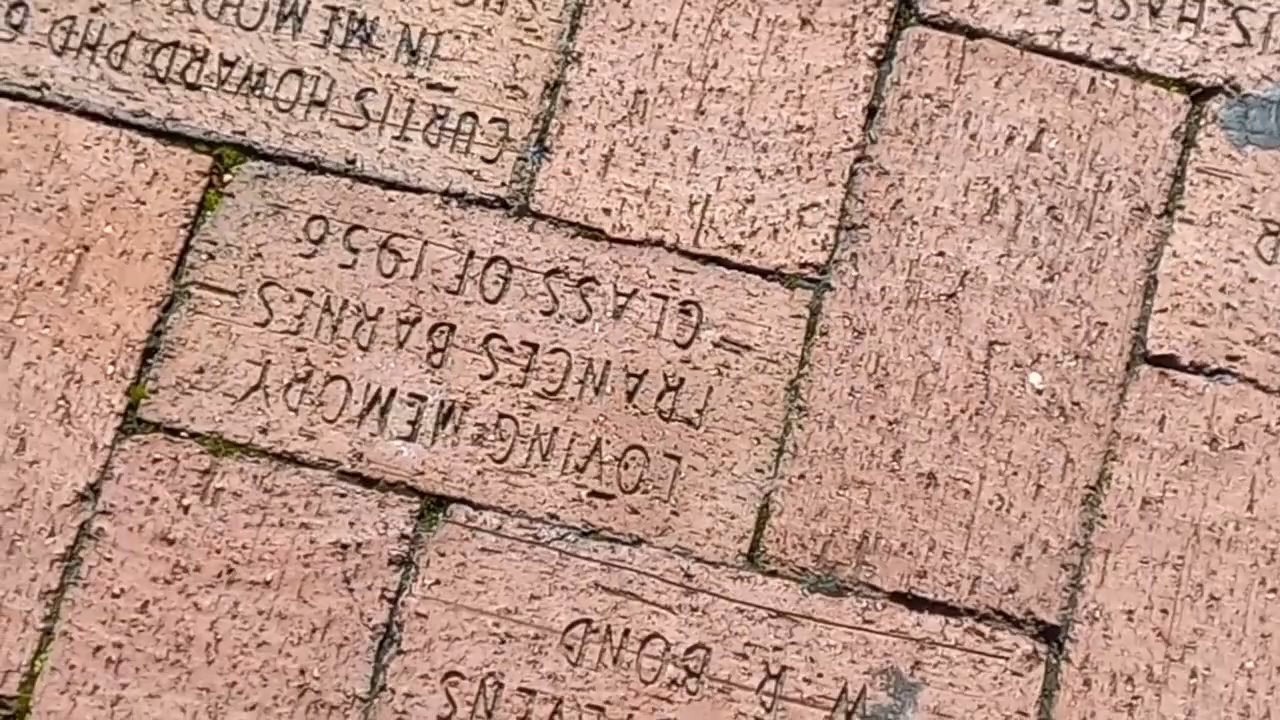 W R BOND
LOVING MEMORY
FRANCES BARNES
CLASS OF 1956
CURTIS HOWARD PHD
IN MEMORY